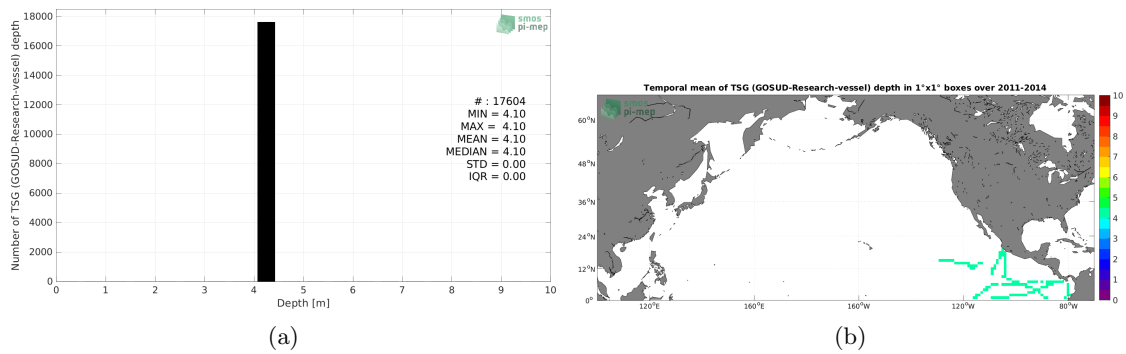 smos
pi-mep
18000
16000
14000
12000
10000
8000
6000
4000
2000
0
Number of TSG (GOSUD-Research-vessel) depth
# : 17604
MIN = 4.10
MAX = 4.10
MEAN = 4.10
MEDIAN = 4.10
STD = 0.00
IQR = 0.00
0 1 2 3 4 5 6 7 8 9 10
Depth [m]
(a)
Temporal mean of TSG (GOSUD-Research-vessel) depth in 1°x1° boxes over 2011-2014
smos
pi-mep
60°N
48°N
36°N
24°N
12°N
0°
120°E 160°E 160°W 120°W 80°W
10
9
8
7
6
5
4
3
2
1
0
(b)